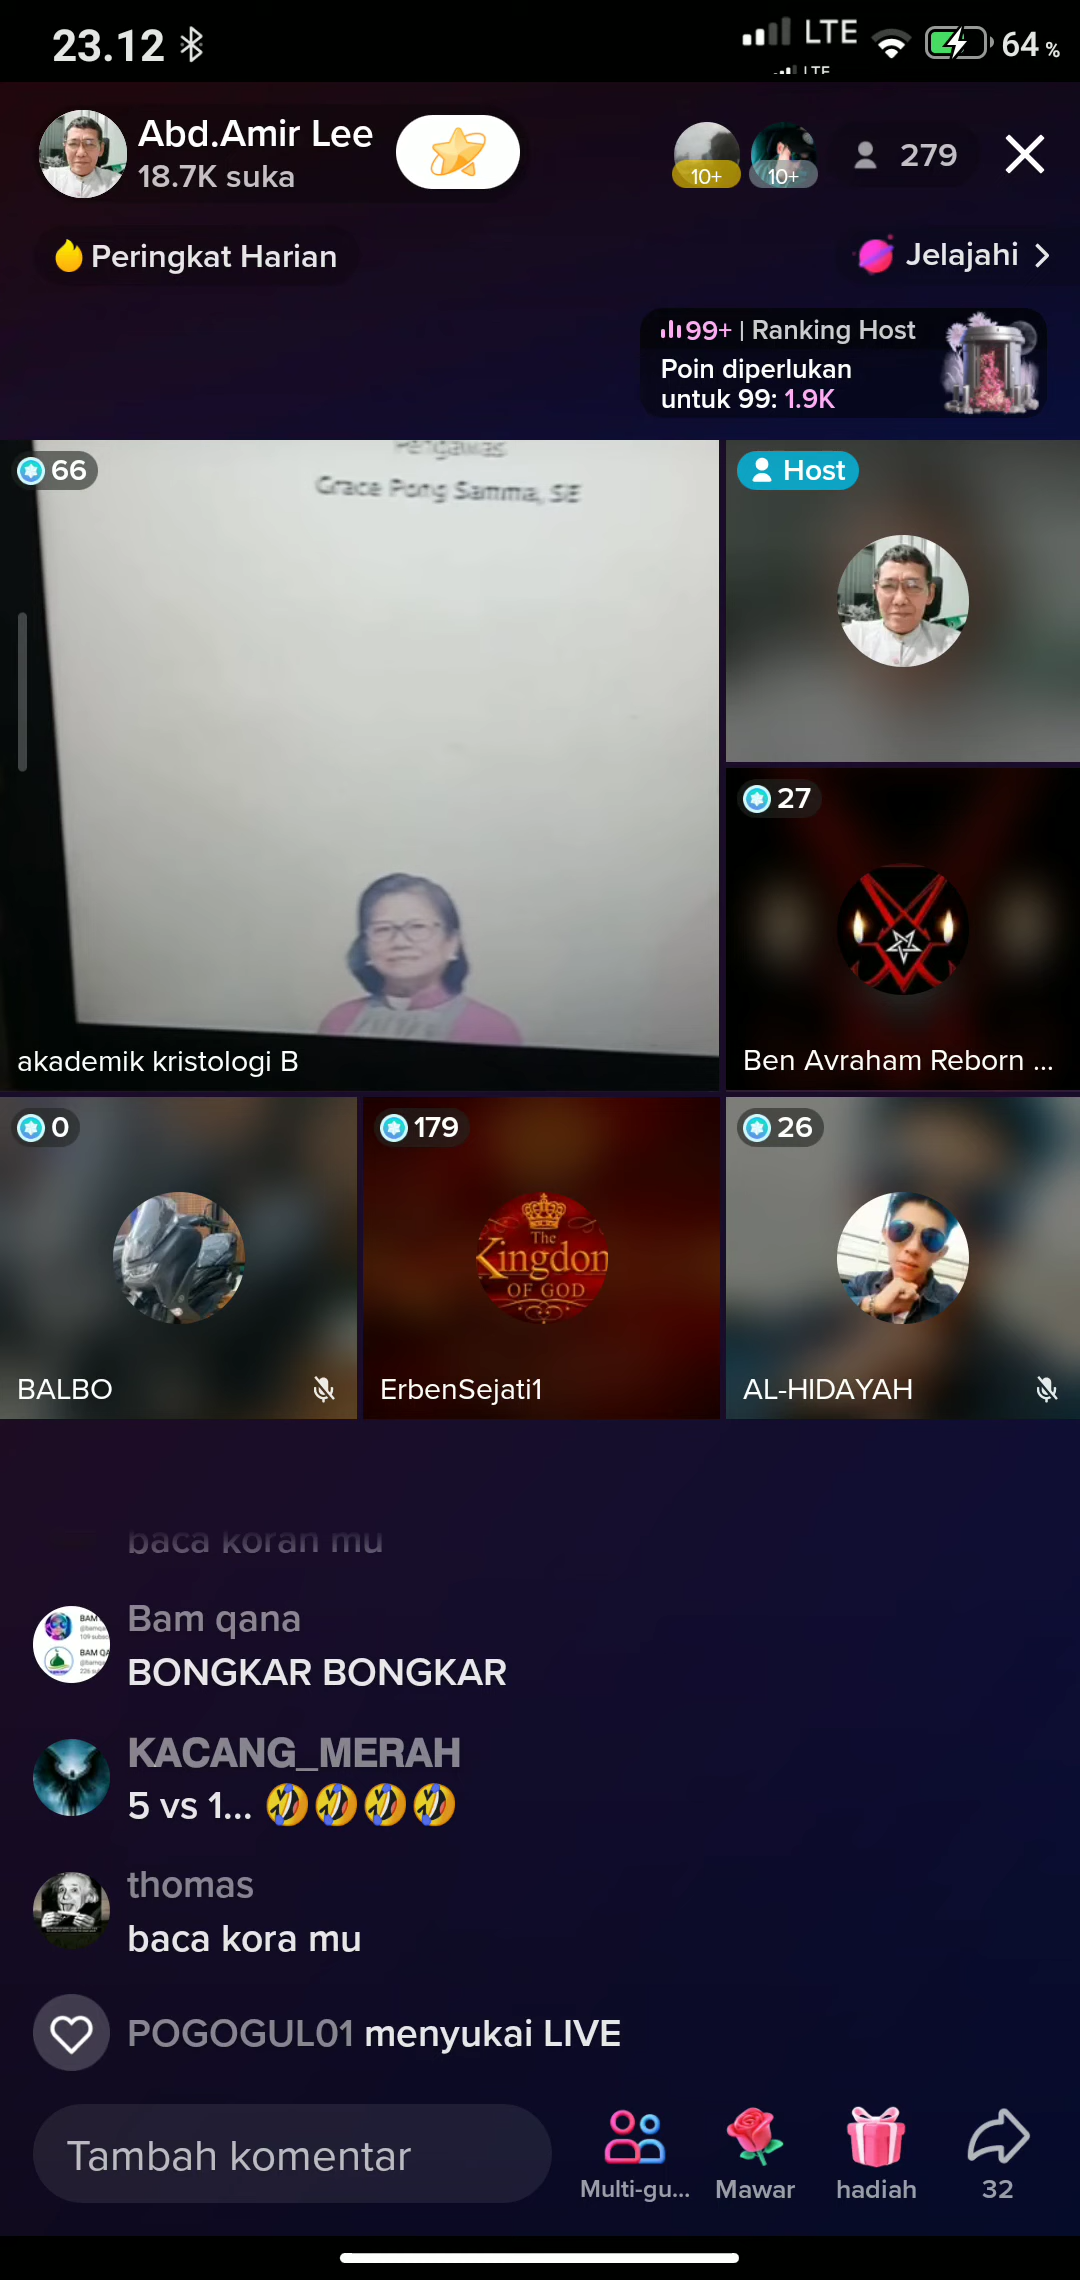 23.12
LTE
64 %
LTE
Abd.Amir Lee
18.7K suka
10+
10+
279
Peringkat Harian
Jelajahi
99+ | Ranking Host
Poin diperlukan
untuk 99: 1.9K
66
Pengawas
Grace Pong Samma, SE
akademik kristologi B
Host
27
Ben Avraham Reborn ...
0
BALBO
179
The
Kingdon
OF GOD
ErbenSejati1
26
AL-HIDAYAH
baca koran mu
Bam qana
BONGKAR BONGKAR
KACANG_MERAH
5 vs 1... 🤣🤣🤣🤣
thomas
baca kora mu
POGOGUL01 menyukai LIVE
Tambah komentar
Multi-gu...
Mawar
hadiah
32